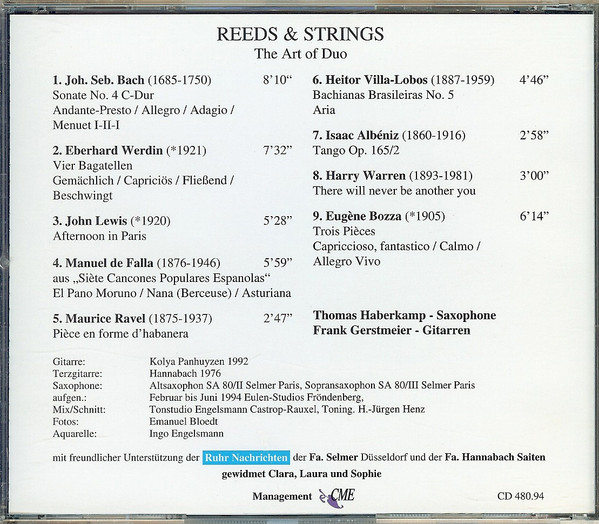 REEDS & STRINGS
The Art of Duo
1. Joh. Seb. Bach (1685-1750) 8’10“
Sonate No. 4 C-Dur
Andante-Presto / Allegro / Adagio /
Menuet I-II-I
2. Eberhard Werdin (*1921) 7’32”
Vier Bagatellen
Gemächlich / Capriciös / Fließend /
Beschwingt
3. John Lewis (*1920) 5’28”
Afternoon in Paris
4. Manuel de Falla (1876-1946) 5’59”
aus „Siète Cancones Populares Espanolas“
El Pano Moruno / Nana (Berceuse) / Asturiana
5. Maurice Ravel (1875-1937) 2’47”
Pièce en forme d’habanera
6. Heitor Villa-Lobos (1887-1959) 4’46”
Bachianas Brasileiras No. 5
Aria
7. Isaac Albéniz (1860-1916) 2’58”
Tango Op. 165/2
8. Harry Warren (1893-1981) 3’00”
There will never be another you
9. Eugène Bozza (*1905) 6’14”
Trois Pièces
Capriccioso, fantastico / Calmo /
Allegro Vivo
Thomas Haberkamp - Saxophone
Frank Gerstmeier - Gitarren
Gitarre: Kolya Panhuyzen 1992
Terzgitarre: Hannabach 1976
Saxophone: Altsaxophon SA 80/II Selmer Paris, Sopransaxophon SA 80/III Selmer Paris
aufgen.: Februar bis Juni 1994 Eulen-Studios Fröndenberg,
Mix/Schnitt: Tonstudio Engelsmann Castrop-Rauxel, Toning. H.-Jürgen Henz
Fotos: Emanuel Bloedt
Aquarelle: Ingo Engelsmann
mit freundlicher Unterstützung der Ruhr Nachrichten der Fa. Selmer Düsseldorf und der Fa. Hannabach Saiten
gewidmet Clara, Laura und Sophie
Management CME CD 480.94